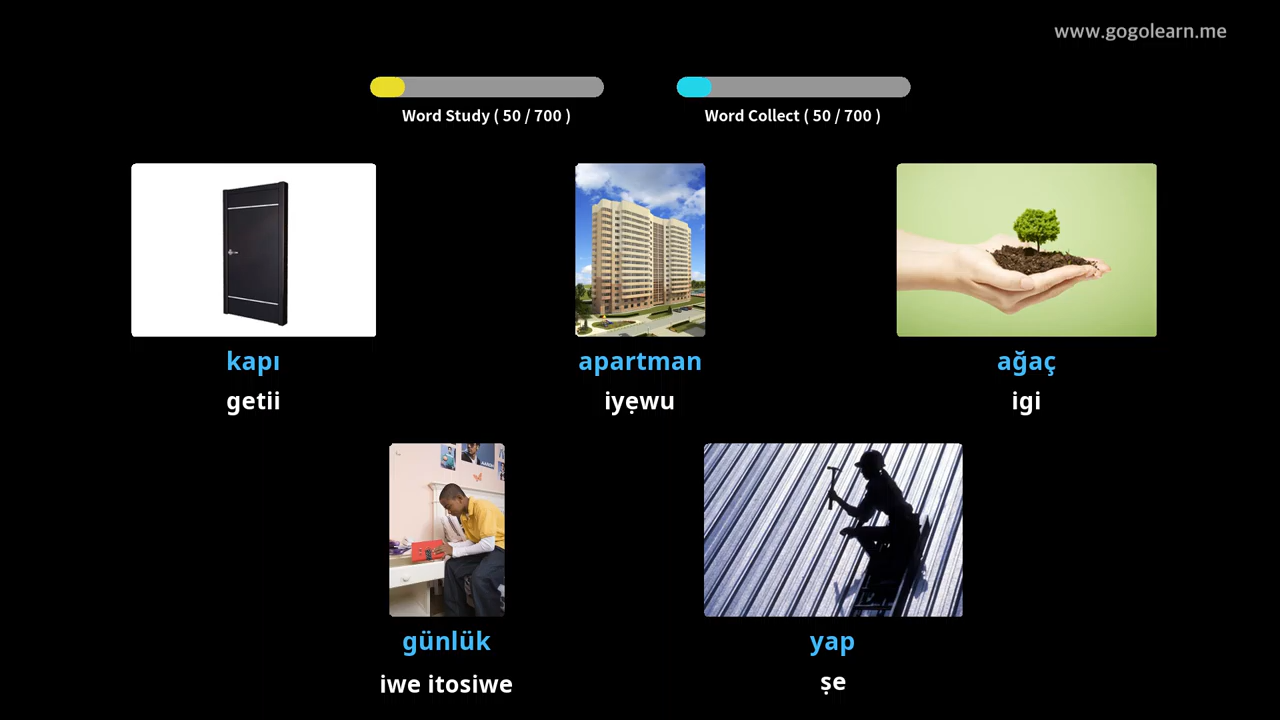 www.gogolearn.me
Word Study ( 50 / 700 )
Word Collect ( 50 / 700 )
kapı
getii
apartman
iyẹwu
ağaç
igi
günlük
iwe itosiwe
yap
ṣe